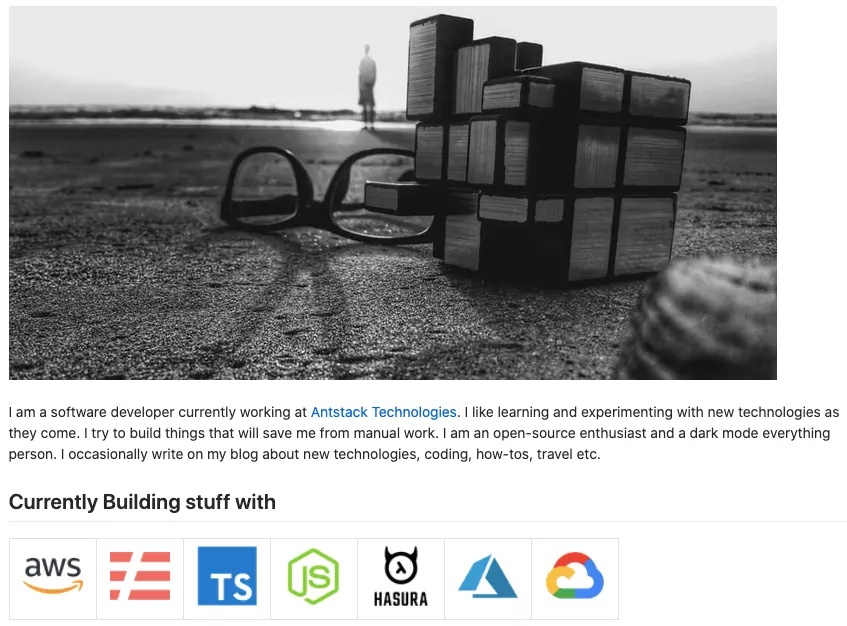 I am a software developer currently working at Antstack Technologies. I like learning and experimenting with new technologies as
they come. I try to build things that will save me from manual work. I am an open-source enthusiast and a dark mode everything
person. I occasionally write on my blog about new technologies, coding, how-tos, travel etc.
Currently Building stuff with
aws TS JS HASURA